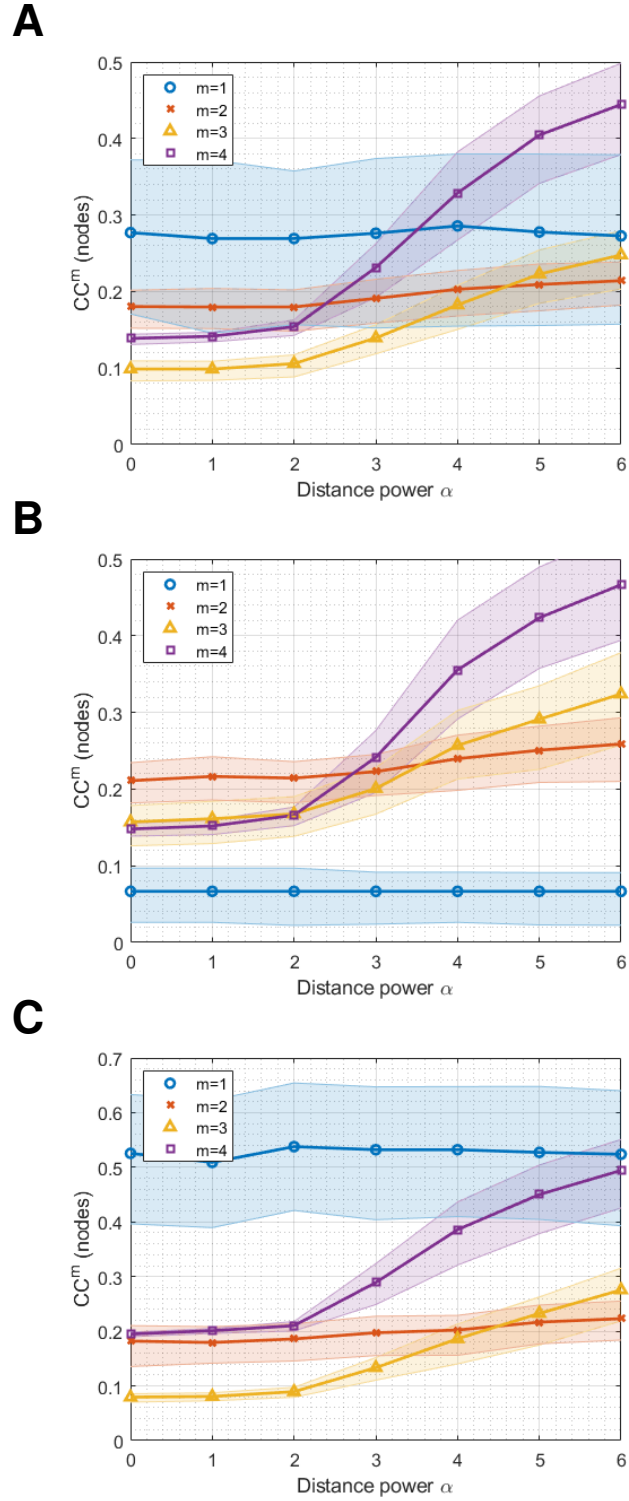 A
0.5
0.4
0.3
0.2
0.1
0
m=1
m=2
m=3
m=4
CCᵐ (nodes)
0 1 2 3 4 5 6
Distance power α
B
0.5
0.4
0.3
0.2
0.1
0
m=1
m=2
m=3
m=4
CCᵐ (nodes)
0 1 2 3 4 5 6
Distance power α
C
0.7
0.6
0.5
0.4
0.3
0.2
0.1
0
m=1
m=2
m=3
m=4
CCᵐ (nodes)
0 1 2 3 4 5 6
Distance power α